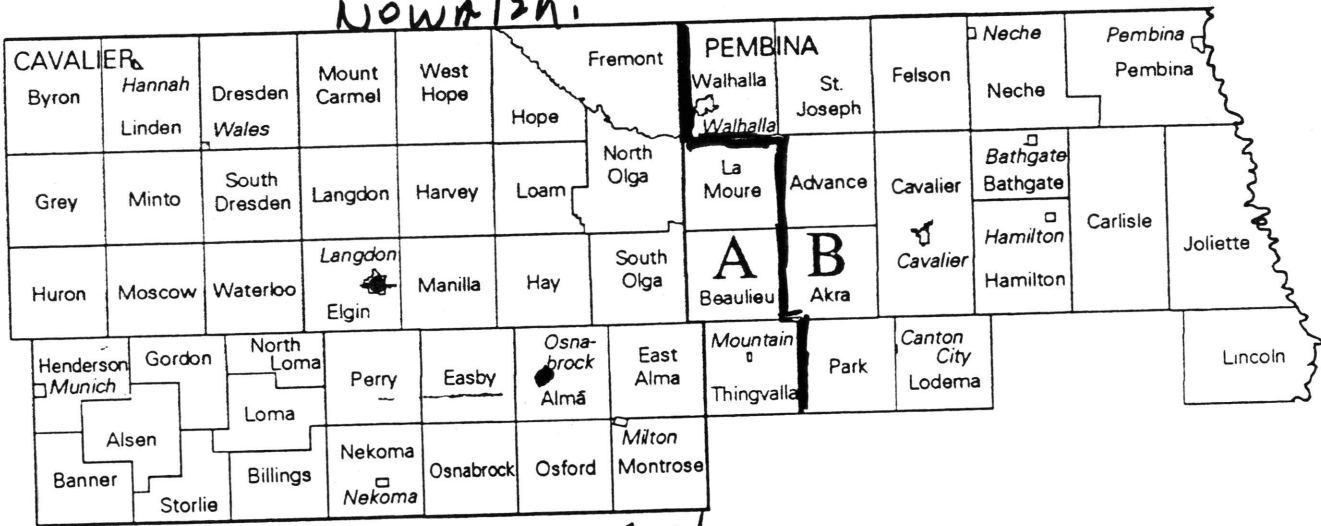 CAVALIER
PEMBINA
Byron
Hannah
Linden
Dresden
Wales
Mount
Carmel
West
Hope
Hope
Fremont
Walhalla
Walhalla
St.
Joseph
Felson
Neche
Neche
Pembina
Pembina
Grey
Minto
South
Dresden
Langdon
Harvey
Loam
North
Olga
La
Moure
Advance
Cavalier
Cavalier
Bathgate
Bathgate
Hamilton
Hamilton
Carlisle
Joliette
Huron
Moscow
Waterloo
Langdon
Elgin
Manilla
Hay
South
Olga
A
Beaulieu
B
Akra
Henderson
Munich
Gordon
North
Loma
Loma
Perry
Easby
Osna-
brock
Alma
East
Alma
Mountain
Thingvalla
Park
Canton
City
Lodema
Lincoln
Alsen
Banner
Storlie
Billings
Nekoma
Nekoma
Osnabrock
Osford
Milton
Montrose